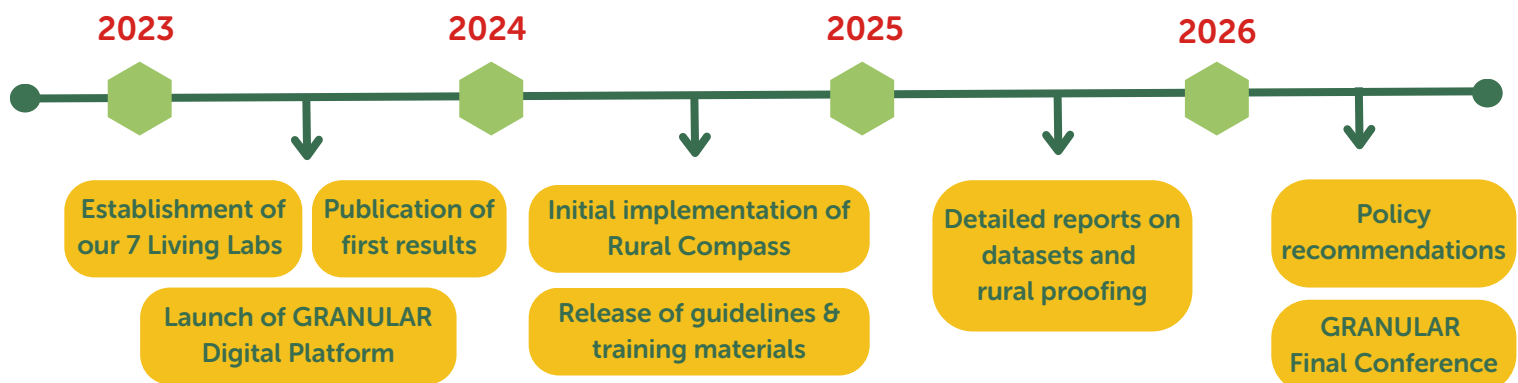 2023
2024
2025
2026
Establishment of
our 7 Living Labs
Publication of
first results
Launch of GRANULAR
Digital Platform
Initial implementation of
Rural Compass
Release of guidelines &
training materials
Detailed reports on
datasets and
rural proofing
Policy
recommendations
GRANULAR
Final Conference